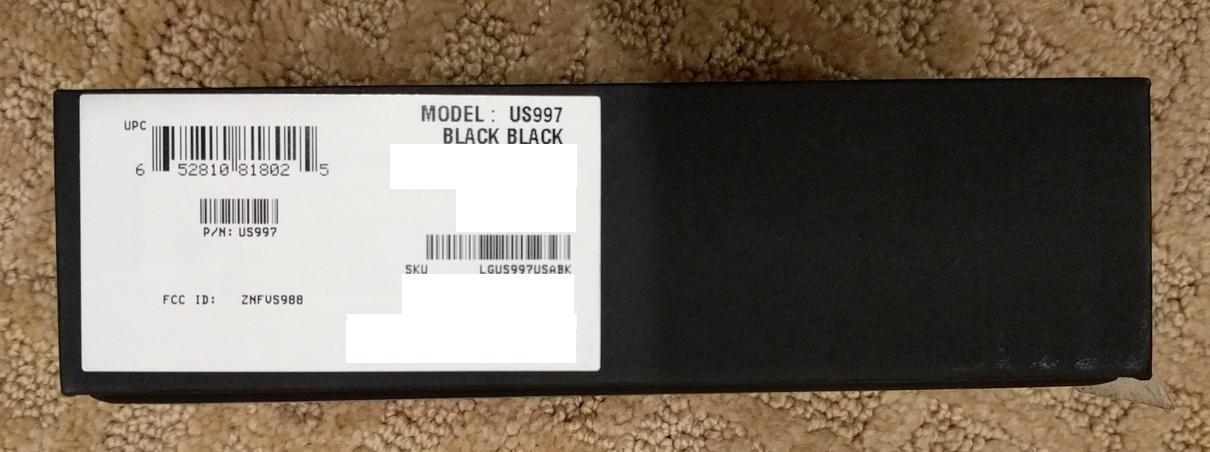 MODEL : US997
BLACK BLACK
UPC
6 52810 81802 5
P/N: US997
SKU LGUS997USABK
FCC ID: ZNFVS988